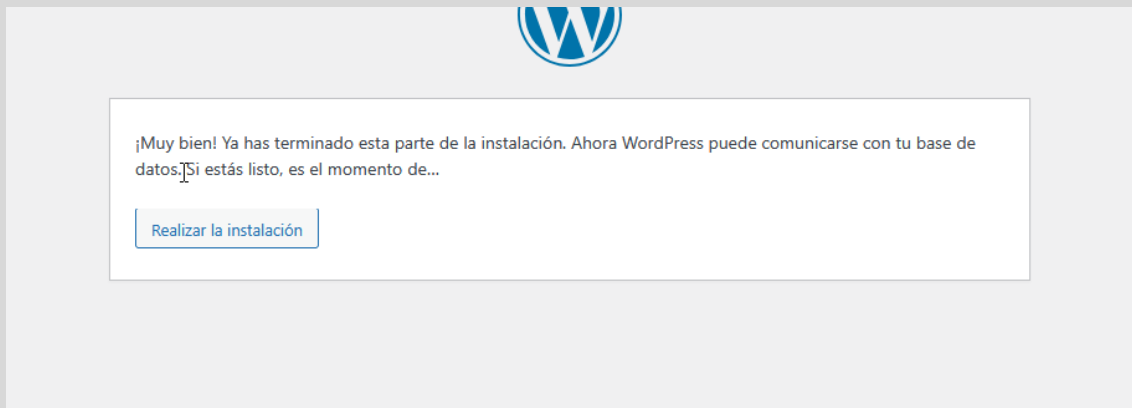 ¡Muy bien! Ya has terminado esta parte de la instalación. Ahora WordPress puede comunicarse con tu base de
datos. Si estás listo, es el momento de...
Realizar la instalación